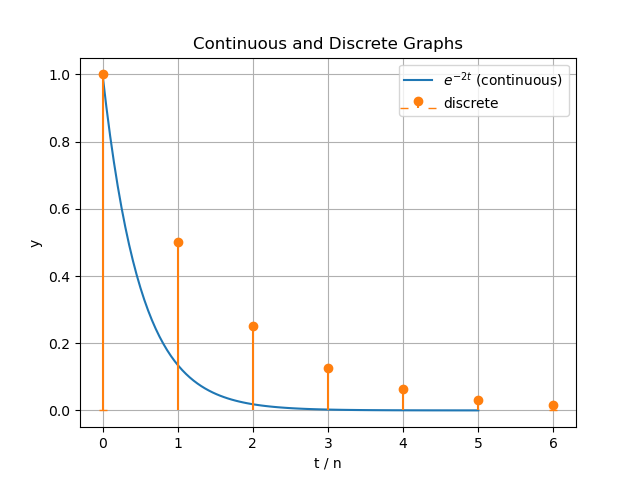 Continuous and Discrete Graphs
$e^{-2t}$ (continuous)
discrete
y
1.0
0.8
0.6
0.4
0.2
0.0
0 1 2 3 4 5 6
t / n